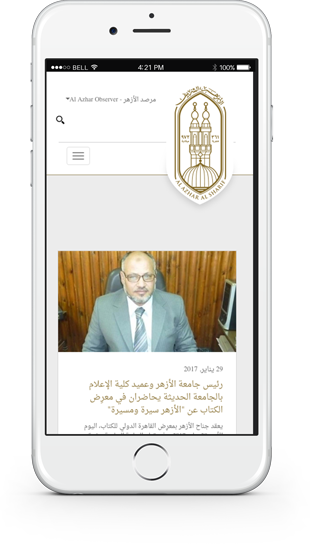 BELL 4:21 PM 100%
مرصد الأزهر - Al Azhar Observer
AL AZHAR AL SHARIF
29 يناير, 2017
رئيس جامعة الأزهر وعميد كلية الإعلام
بالجامعة الحديثة يحاضران في معرض
الكتاب عن "الأزهر سيرة ومسيرة"
يعقد جناح الأزهر بمعرض القاهرة الدولي للكتاب، اليوم